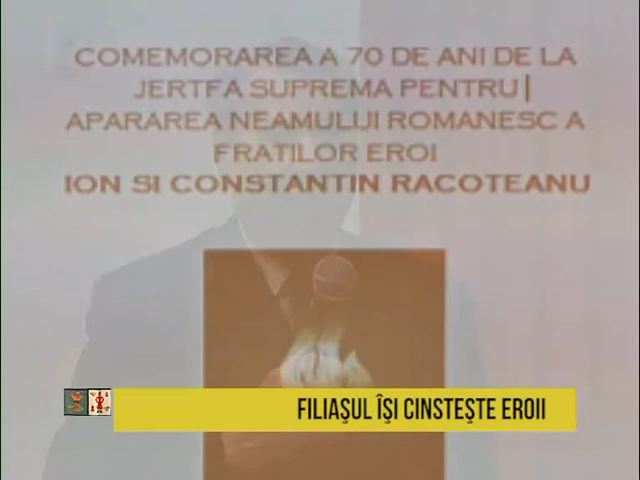 COMEMORAREA A 70 DE ANI DE LA
JERTFA SUPREMA PENTRU
APARAREA NEAMULUI ROMANESC A
FRATILOR EROI
ION SI CONSTANTIN RACOTEANU
FILIAŞUL ÎŞI CINSTEŞTE EROII